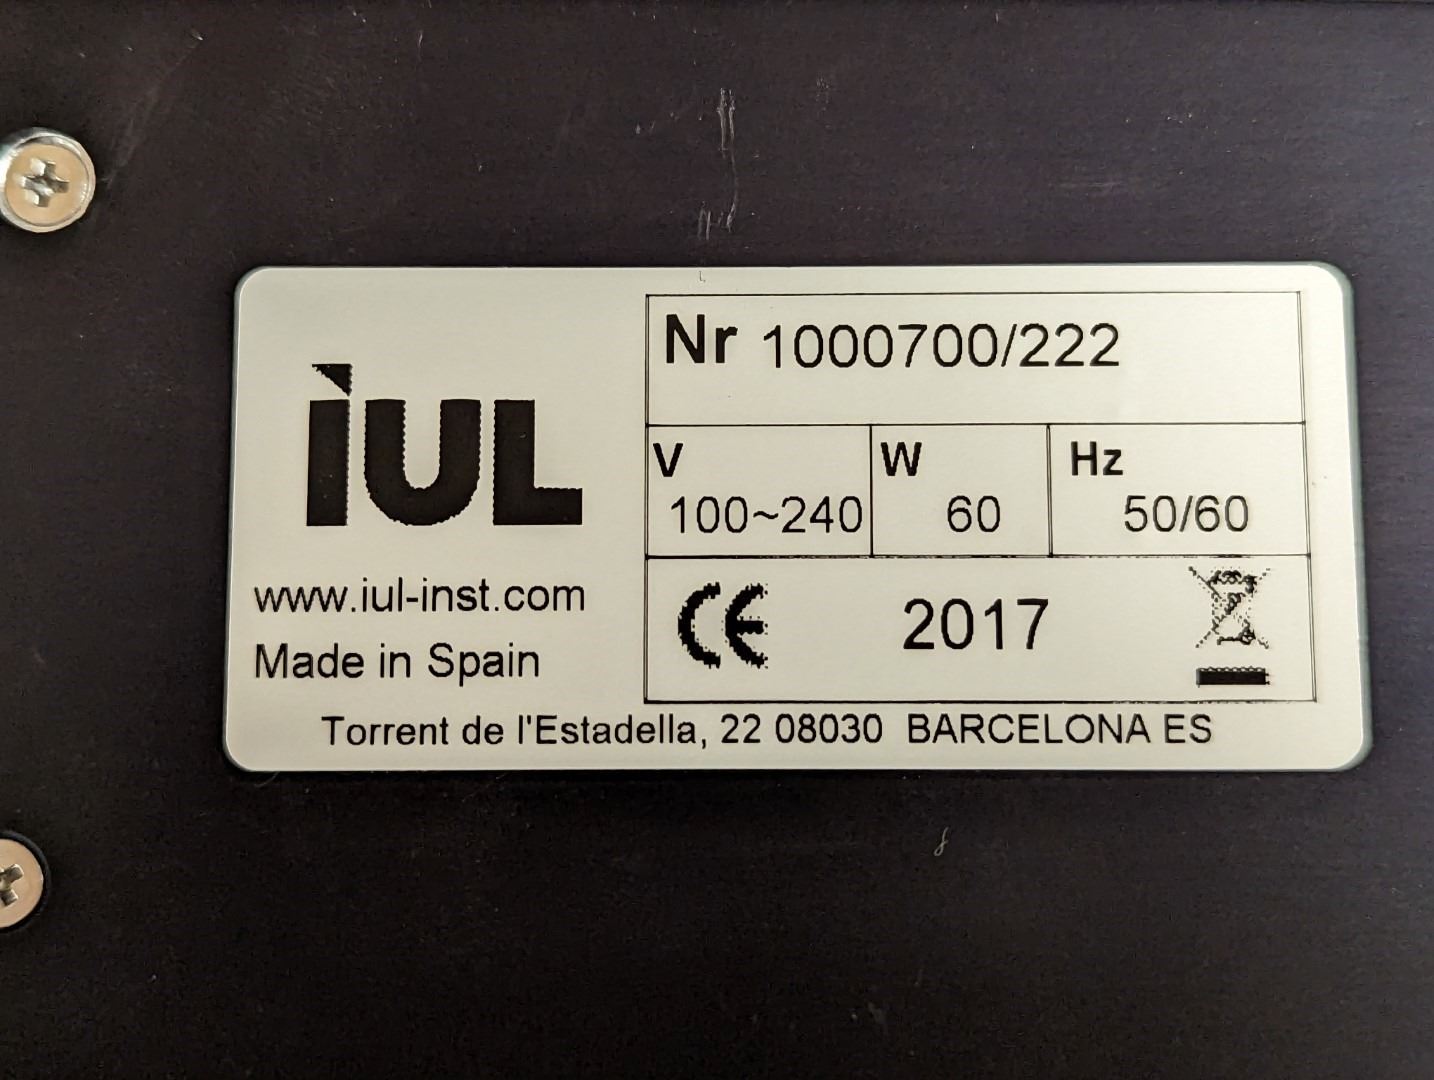 iUL
www.iul-inst.com
Made in Spain
Nr 1000700/222
V 100~240
W 60
Hz 50/60
CE 2017
Torrent de l'Estadella, 22 08030 BARCELONA ES